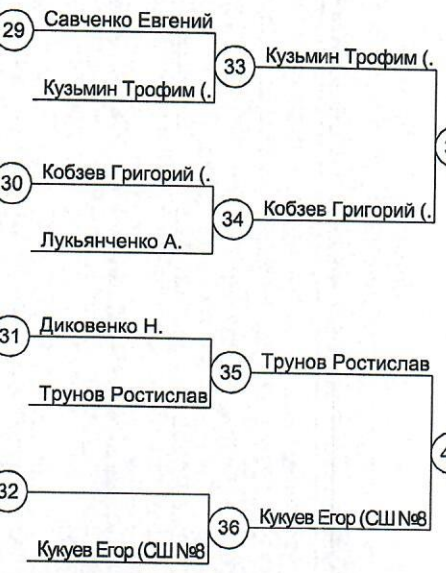 29 Савченко Евгений
33 Кузьмин Трофим (.
Кузьмин Трофим (.
30 Кобзев Григорий (.
34 Кобзев Григорий (.
Лукьянченко А.
31 Диковенко Н.
35 Трунов Ростислав
Трунов Ростислав
32
36 Кукуев Егор (СШ №8
Кукуев Егор (СШ №8